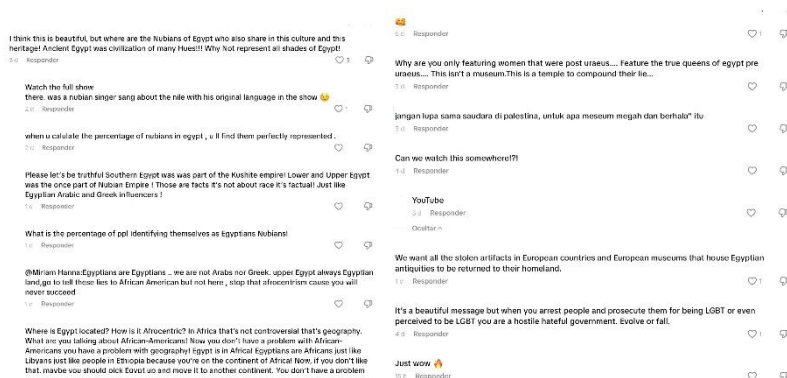 I think this is beautiful, but where are the Nubians of Egypt who also share in this culture and this
heritage! Ancient Egypt was civilization of many Hues!!! Why Not represent all shades of Egypt!
3 d Responder 3
Watch the full show
there. was a nubian singer sang about the nile with his original language in the show 😉
2 d Responder 1
when u calulate the percentage of nubians in egypt , u ll find them perfectly represented .
2 d Responder
Please let's be truthful Southern Egypt was was part of the Kushite empire! Lower and Upper Egypt
was the once part of Nubian Empire ! Those are facts it's not about race it's factual! Just like
Egyptian Arabic and Greek influencers !
1 d Responder
What is the percentage of ppl identifying themselves as Egyptians Nubians!
1 d Responder
@Miriam Hanna:Egyptians are Egyptians .. we are not Arabs nor Greek. upper Egypt always Egyptian
land,go to tell these lies to African American but not here , stop that afrocentrism cause you will
never succeed
1 d Responder
Where is Egypt located? How is it Afrocentric? In Africa that's not controversial that's geography.
What are you talking about African-Americans! Now you don't have a problem with African-
Americans you have a problem with geography! Egypt is in Africa! Egyptians are Africans just like
Libyans just like people in Ethiopia because you're on the continent of Africa! Now, if you don't like
that. maybe you should pick Egypt up and move it to another continent. You don't have a problem
🥰
5 d Responder 1
Why are you only featuring women that were post uraeus.... Feature the true queens of egypt pre
uraeus.... This isn't a museum.This is a temple to compound their lie...
3 d Responder
jangan lupa sama saudara di palestina, untuk apa meseum megah dan berhala" itu
3 d Responder
Can we watch this somewhere!?!
4 d Responder
YouTube
3 d Responder
Ocultar ^
We want all the stolen artifacts in European countries and European museums that house Egyptian
antiquities to be returned to their homeland.
1 d Responder 1
It's a beautiful message but when you arrest people and prosecute them for being LGBT or even
perceived to be LGBT you are a hostile hateful government. Evolve or fall.
4 d Responder 1
Just wow 🔥
Responder